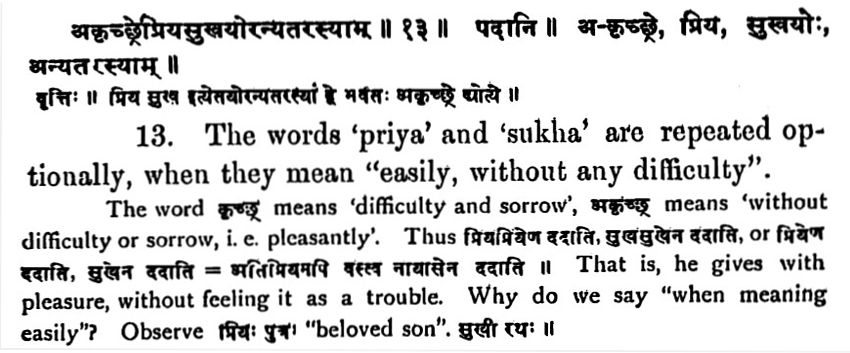 अकृच्छ्रेप्रियसुखयोरन्यतरस्याम् ॥ १३ ॥ पदानि ॥ अ-कृच्छ्रे, प्रिय, सुखयोः,
अन्यतरस्याम् ॥
वृत्तिः ॥ प्रिय सुख इत्येतयोरन्यतरस्यां द्वे भवतः अकृच्छ्रे द्योत्ये ॥
13. The words ‘priya’ and ‘sukha’ are repeated op-
tionally, when they mean “easily, without any difficulty”.
The word कृच्छ्रं means ‘difficulty and sorrow’, अकृच्छ्र means ‘without
difficulty or sorrow, i. e. pleasantly’. Thus प्रियप्रियेण ददाति, सुखसुखेन ददाति, or प्रियेण
ददाति, सुखेन ददाति = अतिप्रियमपि वस्त्व नायासेन ददाति ॥ That is, he gives with
pleasure, without feeling it as a trouble. Why do we say “when meaning
easily”? Observe प्रियः पुत्रः “beloved son”. सुखी रथः ॥